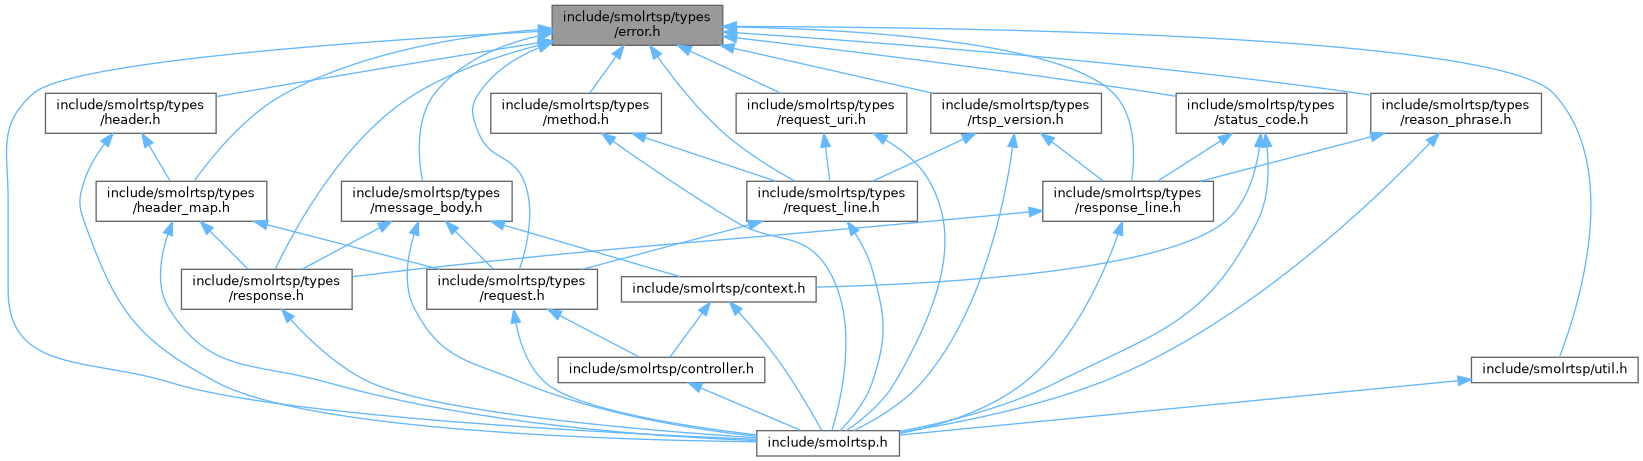 include/smolrtsp/types
/error.h
include/smolrtsp/types
/header.h
include/smolrtsp/types
/method.h
include/smolrtsp/types
/request_uri.h
include/smolrtsp/types
/rtsp_version.h
include/smolrtsp/types
/status_code.h
include/smolrtsp/types
/reason_phrase.h
include/smolrtsp/types
/header_map.h
include/smolrtsp/types
/message_body.h
include/smolrtsp/types
/request_line.h
include/smolrtsp/types
/response_line.h
include/smolrtsp/types
/response.h
include/smolrtsp/types
/request.h
include/smolrtsp/context.h
include/smolrtsp/controller.h
include/smolrtsp/util.h
include/smolrtsp.h